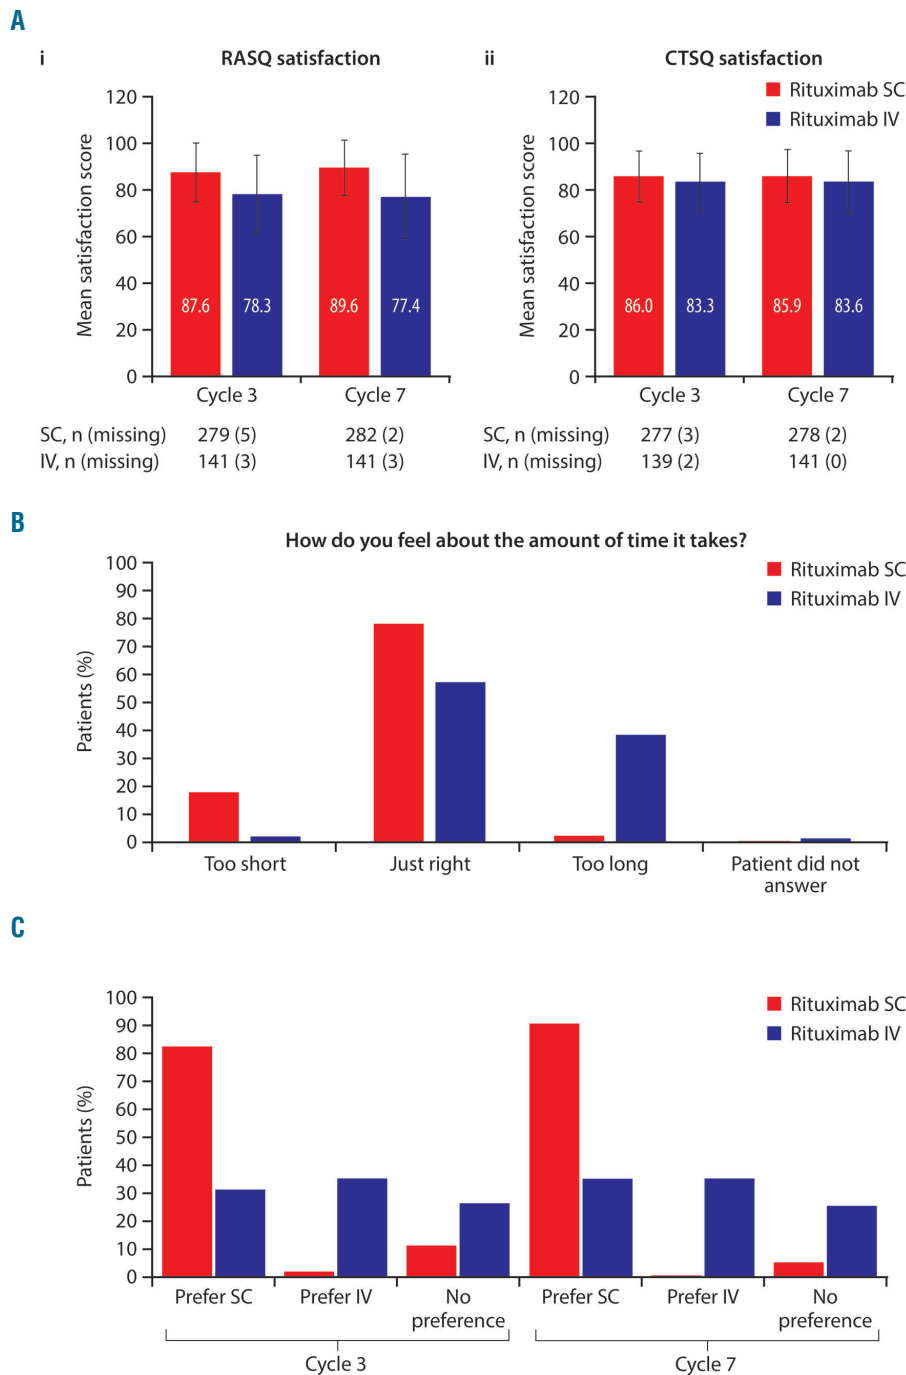 A
i
RASQ satisfaction
120
100
80
60
40
20
0
Mean satisfaction score
87.6
78.3
89.6
77.4
Cycle 3
Cycle 7
SC, n (missing) 279 (5) 282 (2)
IV, n (missing) 141 (3) 141 (3)
ii
CTSQ satisfaction
Rituximab SC
Rituximab IV
120
100
80
60
40
20
0
Mean satisfaction score
86.0
83.3
85.9
83.6
Cycle 3
Cycle 7
SC, n (missing) 277 (3) 278 (2)
IV, n (missing) 139 (2) 141 (0)
B
How do you feel about the amount of time it takes?
Rituximab SC
Rituximab IV
100
90
80
70
60
50
40
30
20
10
0
Patients (%)
Too short
Just right
Too long
Patient did not
answer
C
Rituximab SC
Rituximab IV
100
90
80
70
60
50
40
30
20
10
0
Patients (%)
Prefer SC
Prefer IV
No
preference
Prefer SC
Prefer IV
No
preference
Cycle 3
Cycle 7